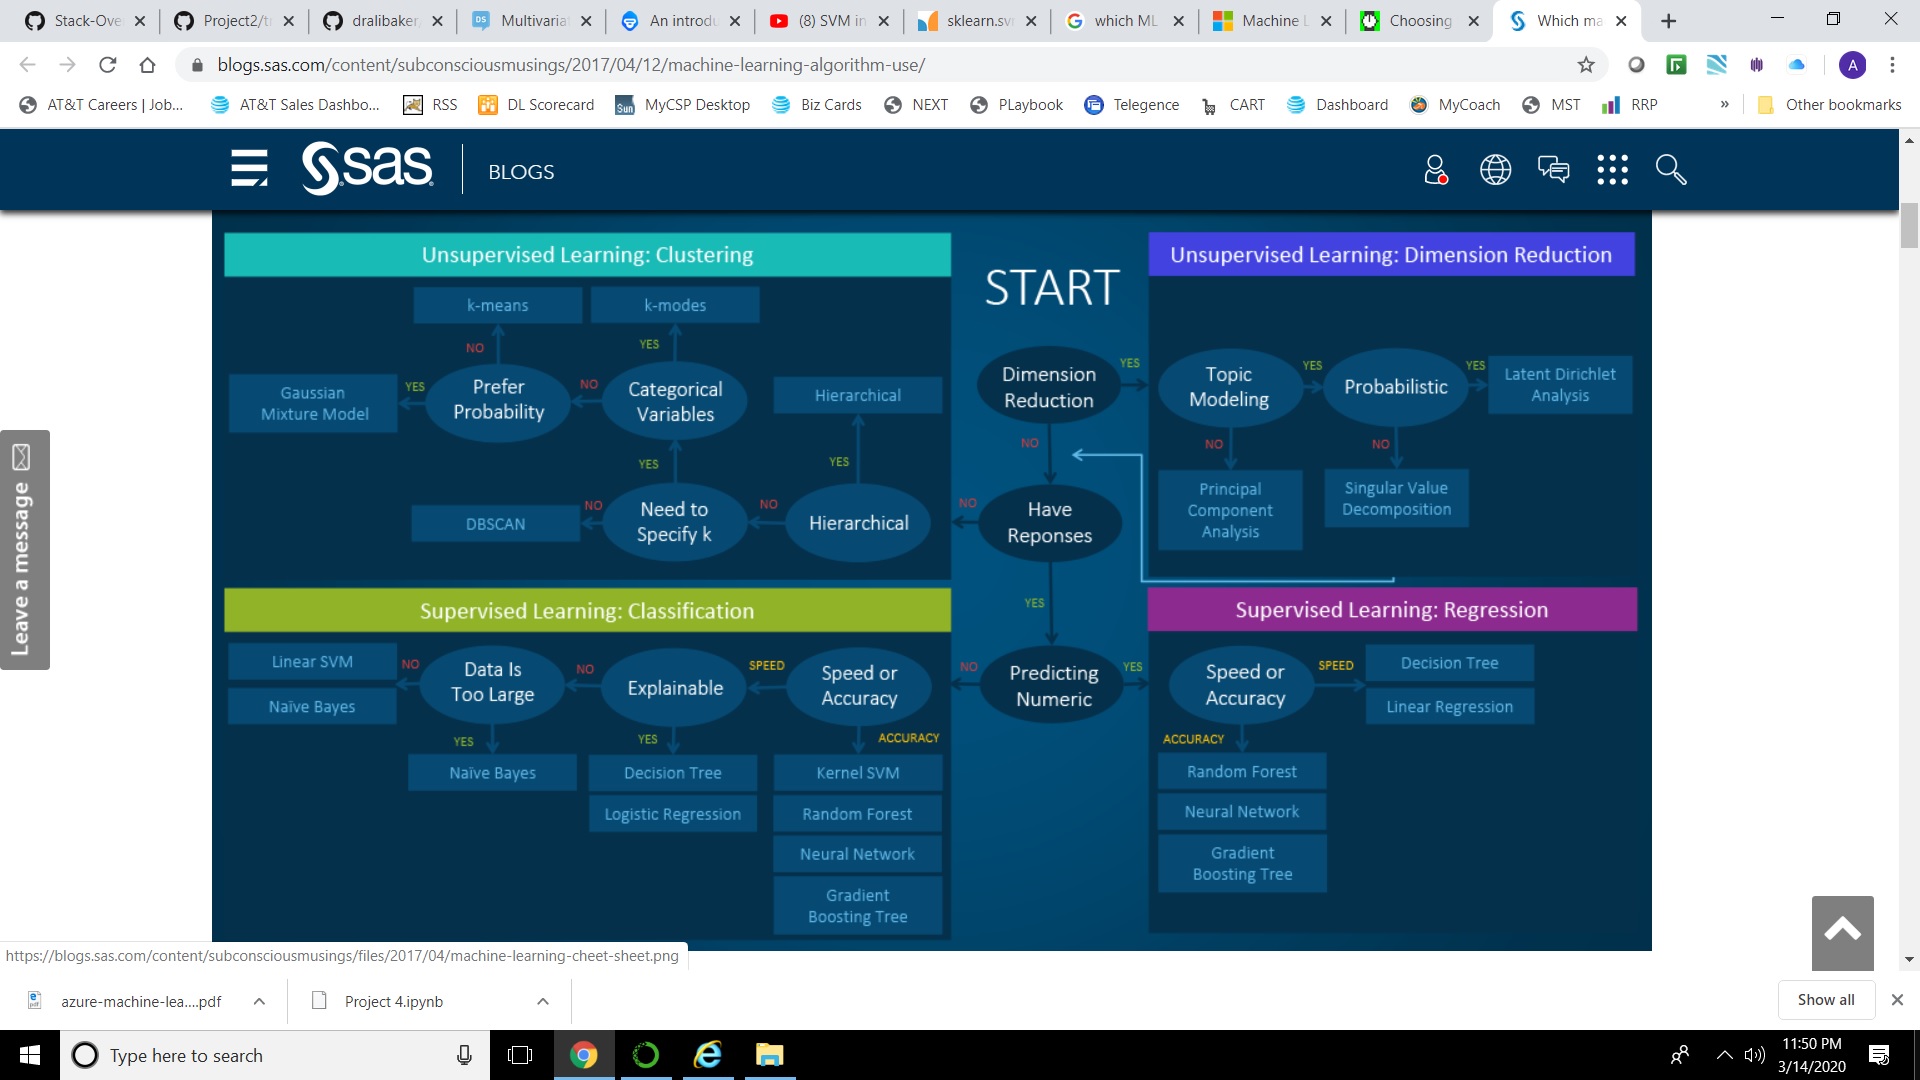 Stack-Ove
Project2/t
dralibaker
Multivaria
An introdu
(8) SVM in
sklearn.sv
which ML
Machine L
Choosing
Which ma
blogs.sas.com/content/subconsciousmusings/2017/04/12/machine-learning-algorithm-use/
A
AT&T Careers | Job...
AT&T Sales Dashbo...
RSS
DL Scorecard
MyCSP Desktop
Biz Cards
NEXT
PLaybook
Telegence
CART
Dashboard
MyCoach
MST
RRP
»
Other bookmarks
sas
BLOGS
Leave a message
START
Unsupervised Learning: Clustering
k-means
k-modes
NO
YES
Gaussian
Mixture Model
YES
Prefer
Probability
NO
Categorical
Variables
Hierarchical
YES
YES
DBSCAN
NO
Need to
Specify k
NO
Hierarchical
Unsupervised Learning: Dimension Reduction
Dimension
Reduction
YES
Topic
Modeling
YES
Probabilistic
YES
Latent Dirichlet
Analysis
NO
NO
NO
Principal
Component
Analysis
Singular Value
Decomposition
NO
Have
Reponses
YES
Supervised Learning: Classification
Linear SVM
Naïve Bayes
NO
Data Is
Too Large
NO
Explainable
SPEED
Speed or
Accuracy
NO
Predicting
Numeric
YES
YES
YES
ACCURACY
Naïve Bayes
Decision Tree
Logistic Regression
Kernel SVM
Random Forest
Neural Network
Gradient
Boosting Tree
Supervised Learning: Regression
Speed or
Accuracy
SPEED
Decision Tree
Linear Regression
ACCURACY
Random Forest
Neural Network
Gradient
Boosting Tree
https://blogs.sas.com/content/subconsciousmusings/files/2017/04/machine-learning-cheet-sheet.png
azure-machine-lea....pdf
Project 4.ipynb
Show all
Type here to search
11:50 PM
3/14/2020